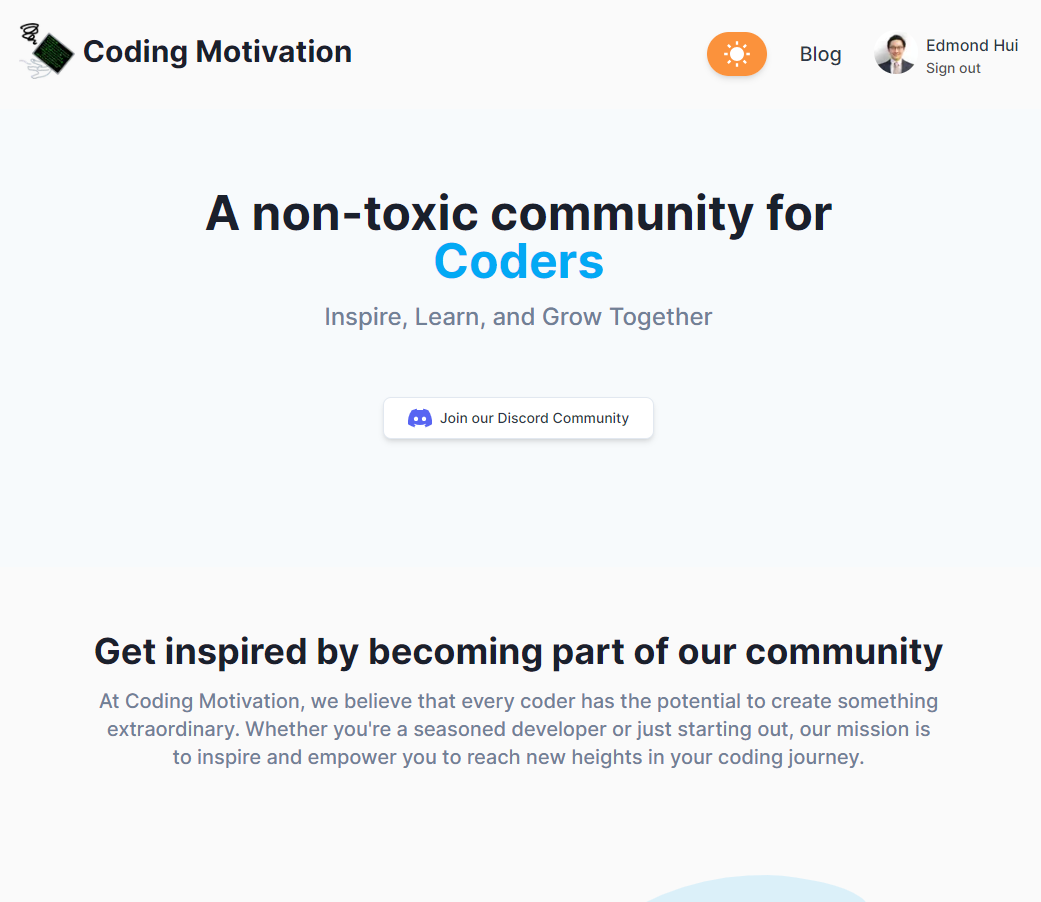 Coding Motivation
Blog
Edmond Hui
Sign out
A non-toxic community for
Coders
Inspire, Learn, and Grow Together
Join our Discord Community
Get inspired by becoming part of our community
At Coding Motivation, we believe that every coder has the potential to create something
extraordinary. Whether you're a seasoned developer or just starting out, our mission is
to inspire and empower you to reach new heights in your coding journey.